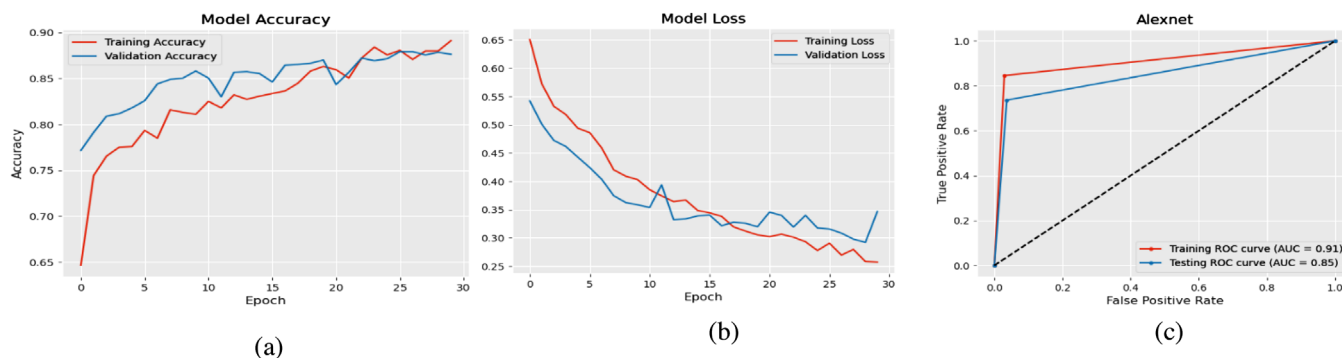 Model Accuracy
Training Accuracy
Validation Accuracy
Accuracy
0.90
0.85
0.80
0.75
0.70
0.65
0 5 10 15 20 25 30
Epoch
(a)
Model Loss
Training Loss
Validation Loss
0.65
0.60
0.55
0.50
0.45
0.40
0.35
0.30
0.25
0 5 10 15 20 25 30
Epoch
(b)
Alexnet
True Positive Rate
1.0
0.8
0.6
0.4
0.2
0.0
Training ROC curve (AUC = 0.91)
Testing ROC curve (AUC = 0.85)
0.0 0.2 0.4 0.6 0.8 1.0
False Positive Rate
(c)